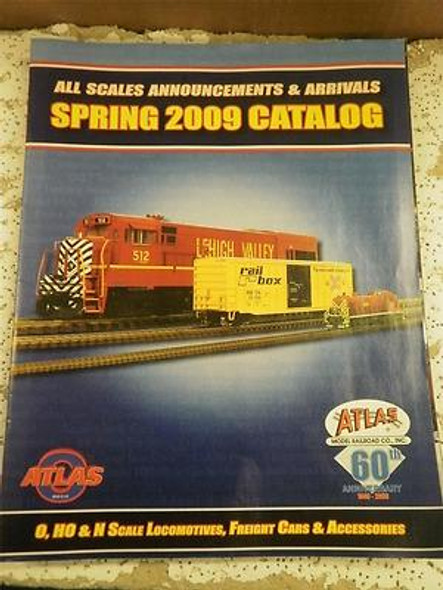 ALL SCALES ANNOUNCEMENTS & ARRIVALS
SPRING 2009 CATALOG
LEHIGH VALLEY
512
rail
box
ATLAS
ATLAS
MODEL RAILROAD CO., INC.
60th
ANNIVERSARY
O, HO & N SCALE LOCOMOTIVES, FREIGHT CARS & ACCESSORIES